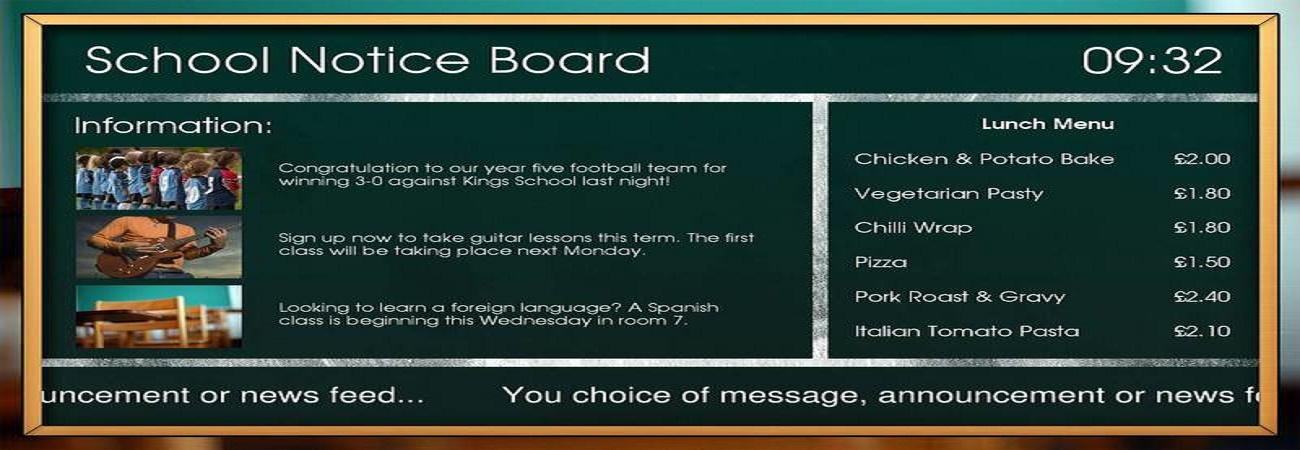 School Notice Board
09:32
Information:
Congratulation to our year five football team for
winning 3-0 against Kings School last night!
Sign up now to take guitar lessons this term. The first
class will be taking place next Monday.
Looking to learn a foreign language? A Spanish
class is beginning this Wednesday in room 7.
Lunch Menu
Chicken & Potato Bake £2.00
Vegetarian Pasty £1.80
Chilli Wrap £1.80
Pizza £1.50
Pork Roast & Gravy £2.40
Italian Tomato Pasta £2.10
uncement or news feed... You choice of message, announcement or news fe